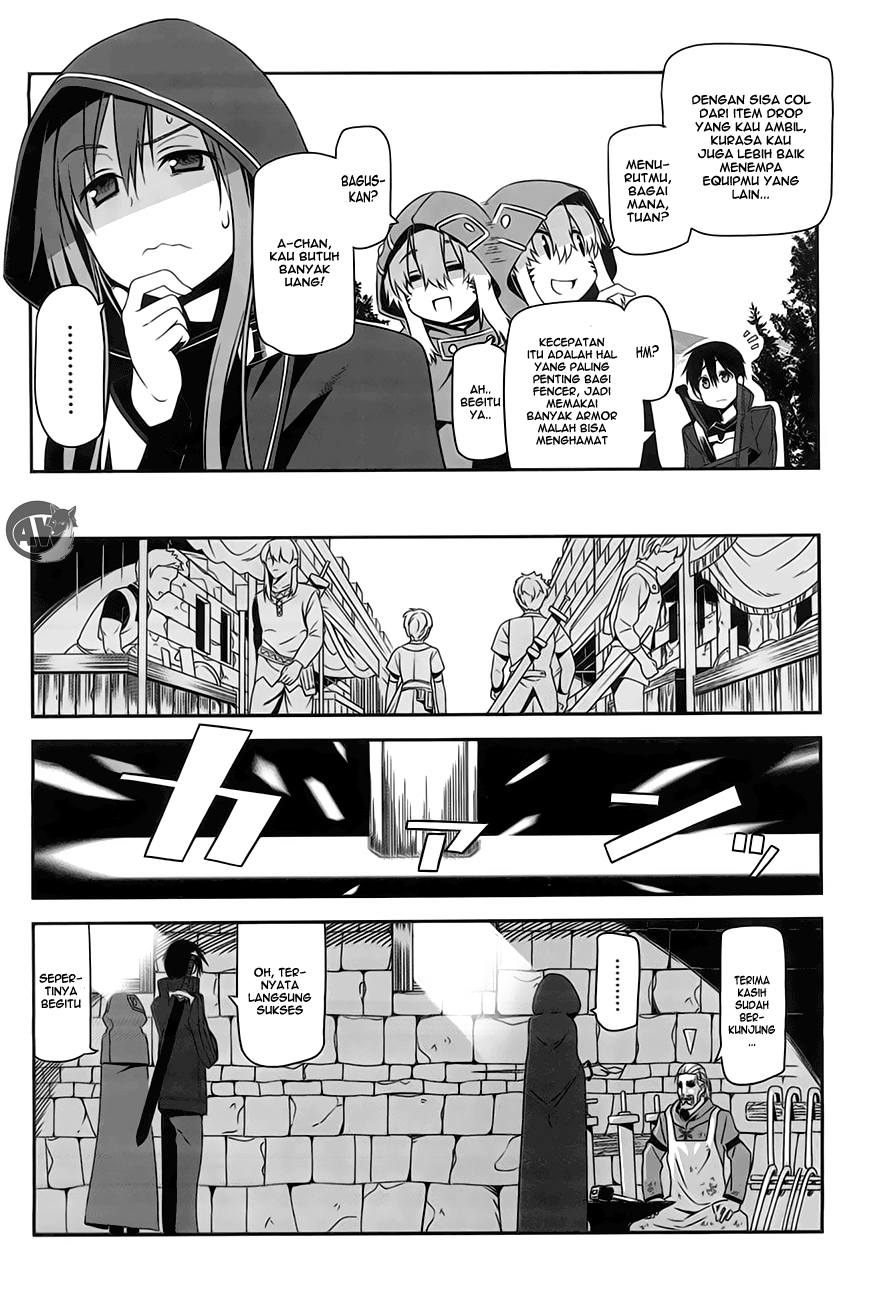 DENGAN SISA COL
DARI ITEM DROP
YANG KAU AMBIL,
KURASA KAU
JUGA LEBIH BAIK
MENEMPA
EQUIPMU YANG
LAIN...
MENU-
RUTMU,
BAGAI
MANA,
TUAN?
HM?
KECEPATAN
ITU ADALAH HAL
YANG PALING
PENTING BAGI
FENCER, JADI
MEMAKAI
BANYAK ARMOR
MALAH BISA
MENGHAMAT
AH..
BEGITU
YA..
BAGUS-
KAN?
A-CHAN,
KAU BUTUH
BANYAK
UANG!
.........
AW
カァンッ
TERIMA
KASIH
SUDAH
BER-
KUNJUNG
...
.........
OH, TER-
NYATA
LANGSUNG
SUKSES
SEPER-
TINYA
BEGITU